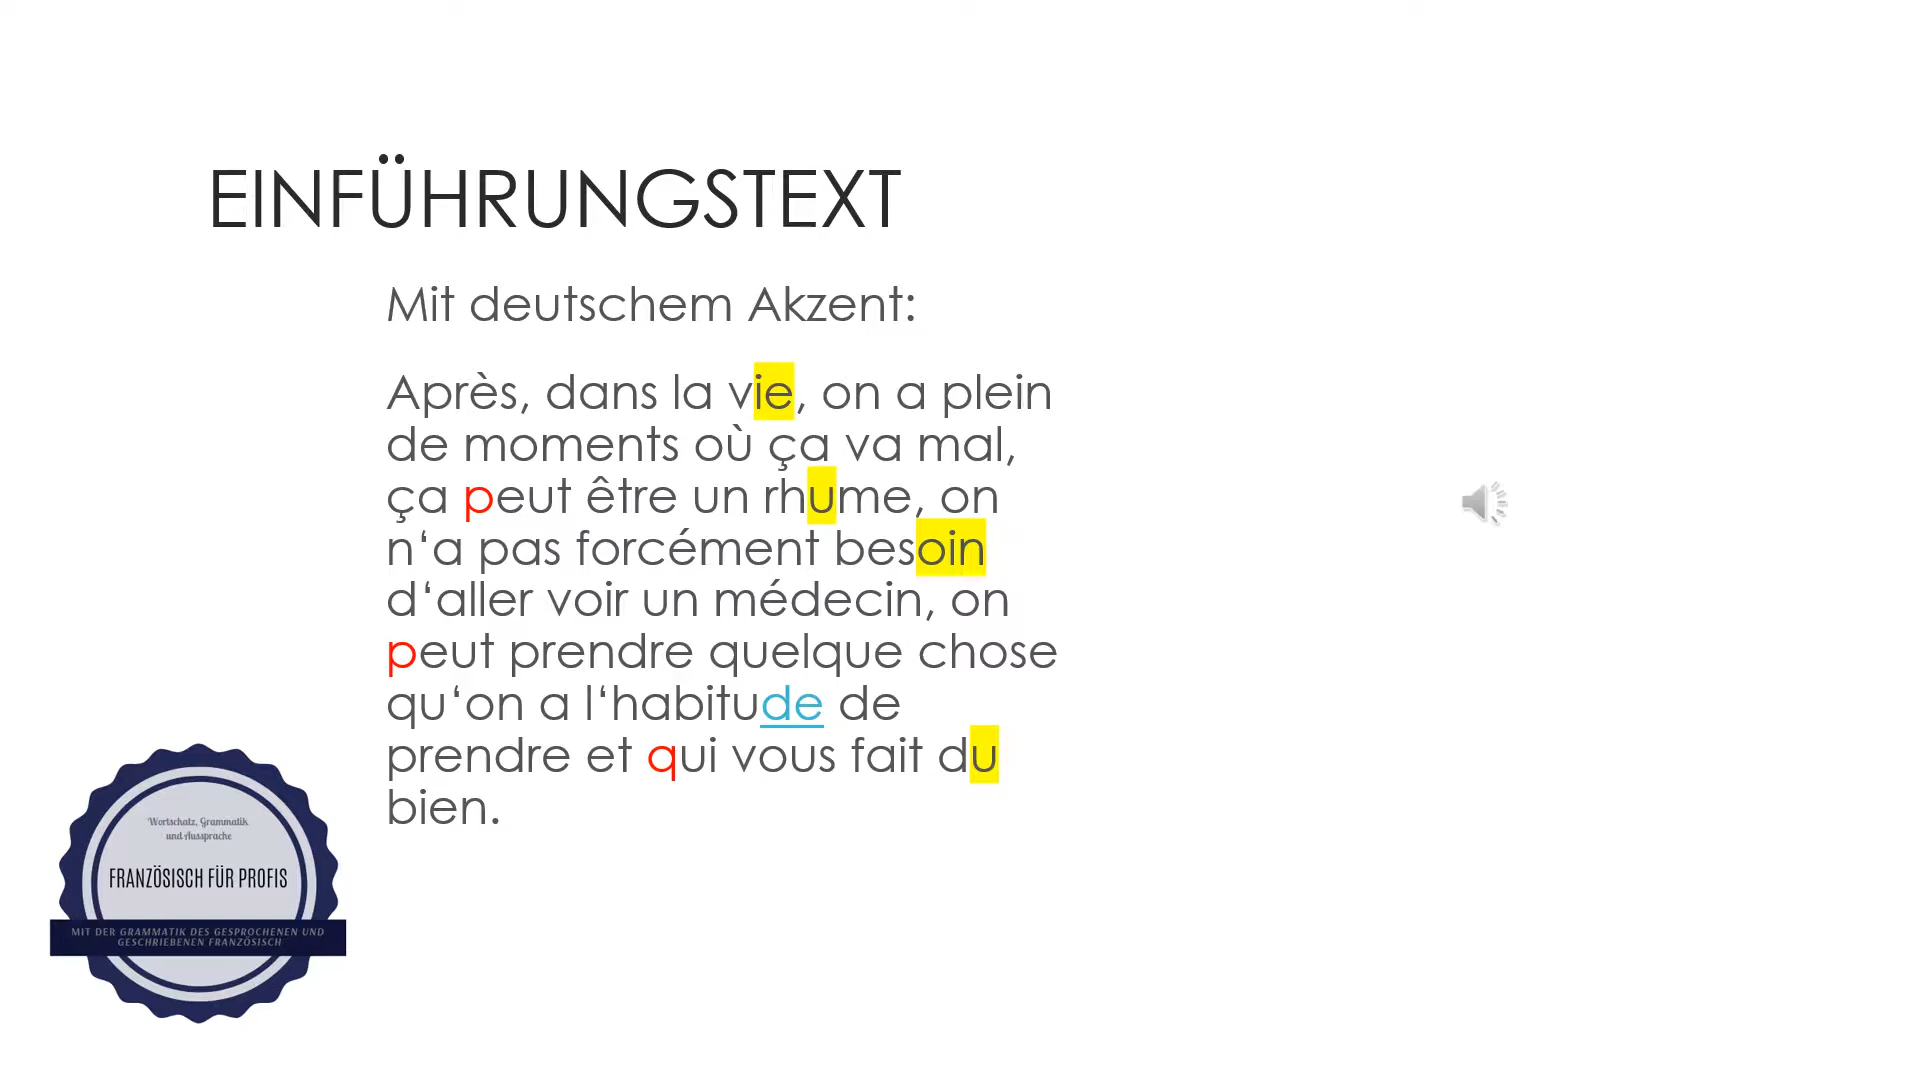 EINFÜHRUNGSTEXT
Mit deutschem Akzent:
Après, dans la vie, on a plein
de moments où ça va mal,
ça peut être un rhume, on
n‘a pas forcément besoin
d‘aller voir un médecin, on
peut prendre quelque chose
qu‘on a l‘habitude de
prendre et qui vous fait du
bien.
Wortschatz, Grammatik
und Aussprache
FRANZÖSISCH FÜR PROFIS
MIT DER GRAMMATIK DES GESPROCHENEN UND
GESCHRIEBENEN FRANZÖSISCH